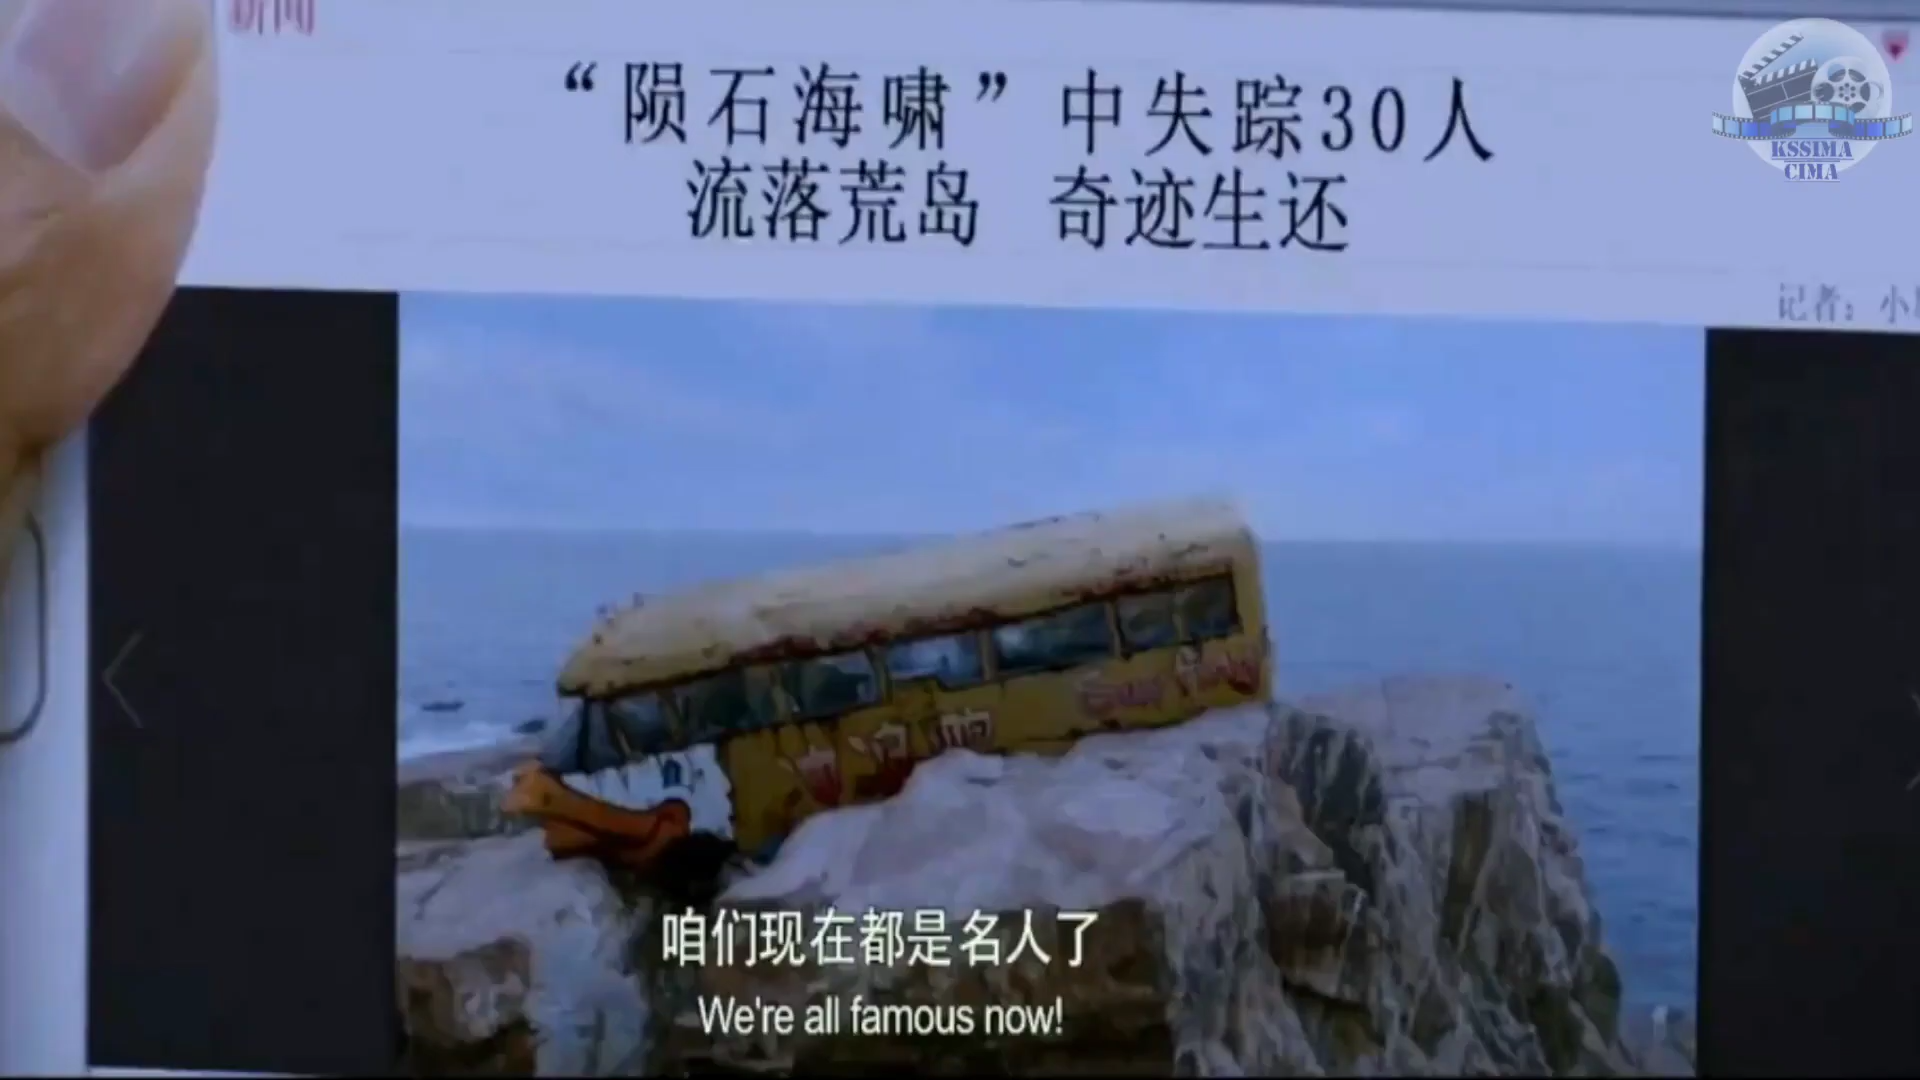 新闻
“陨石海啸”中失踪30人
流落荒岛 奇迹生还
记者：小
KSSIMA
CIMA
咱们现在都是名人了
We're all famous now!